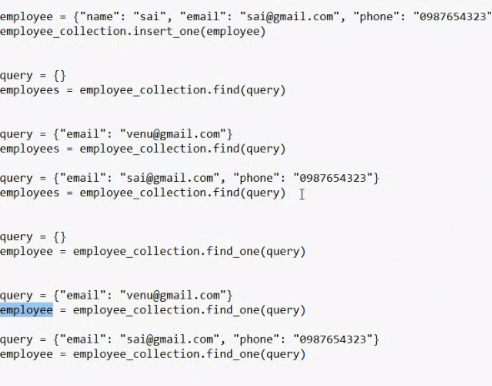 employee = {"name": "sai", "email": "sai@gmail.com", "phone": "0987654323"
employee_collection.insert_one(employee)
query = {}
employees = employee_collection.find(query)
query = {"email": "venu@gmail.com"}
employees = employee_collection.find(query)
query = {"email": "sai@gmail.com", "phone": "0987654323"}
employees = employee_collection.find(query)
query = {}
employee = employee_collection.find_one(query)
query = {"email": "venu@gmail.com"}
employee = employee_collection.find_one(query)
query = {"email": "sai@gmail.com", "phone": "0987654323"}
employee = employee_collection.find_one(query)